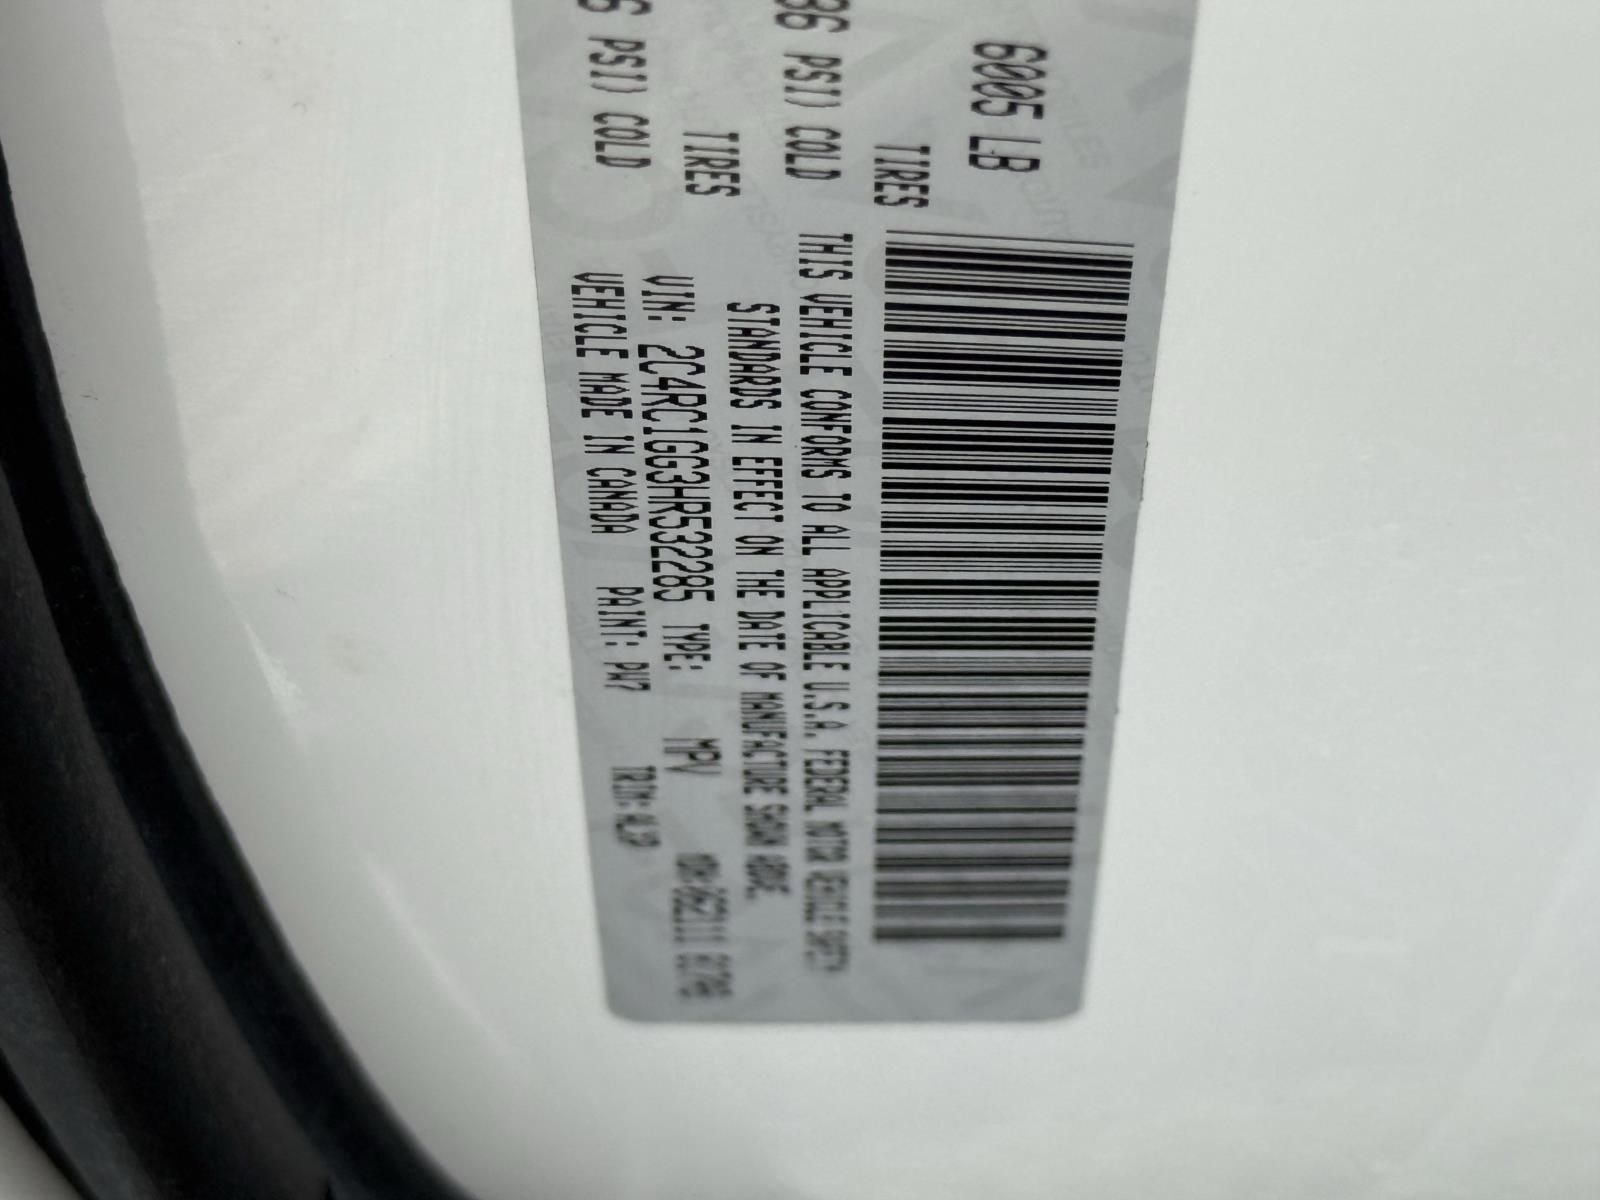 6005 LB
TIRES
36 PSI) COLD
TIRES
PSI) COLD
THIS VEHICLE CONFORMS TO ALL APPLICABLE U.S.A. FEDERAL MOTOR VEHICLE SAFETY
STANDARDS IN EFFECT ON THE DATE OF MANUFACTURE SHOWN ABOVE.
VIN: 2C4RC1GG3HR532285 TYPE: MPV
VEHICLE MADE IN CANADA PAINT: PW7 TRIM: